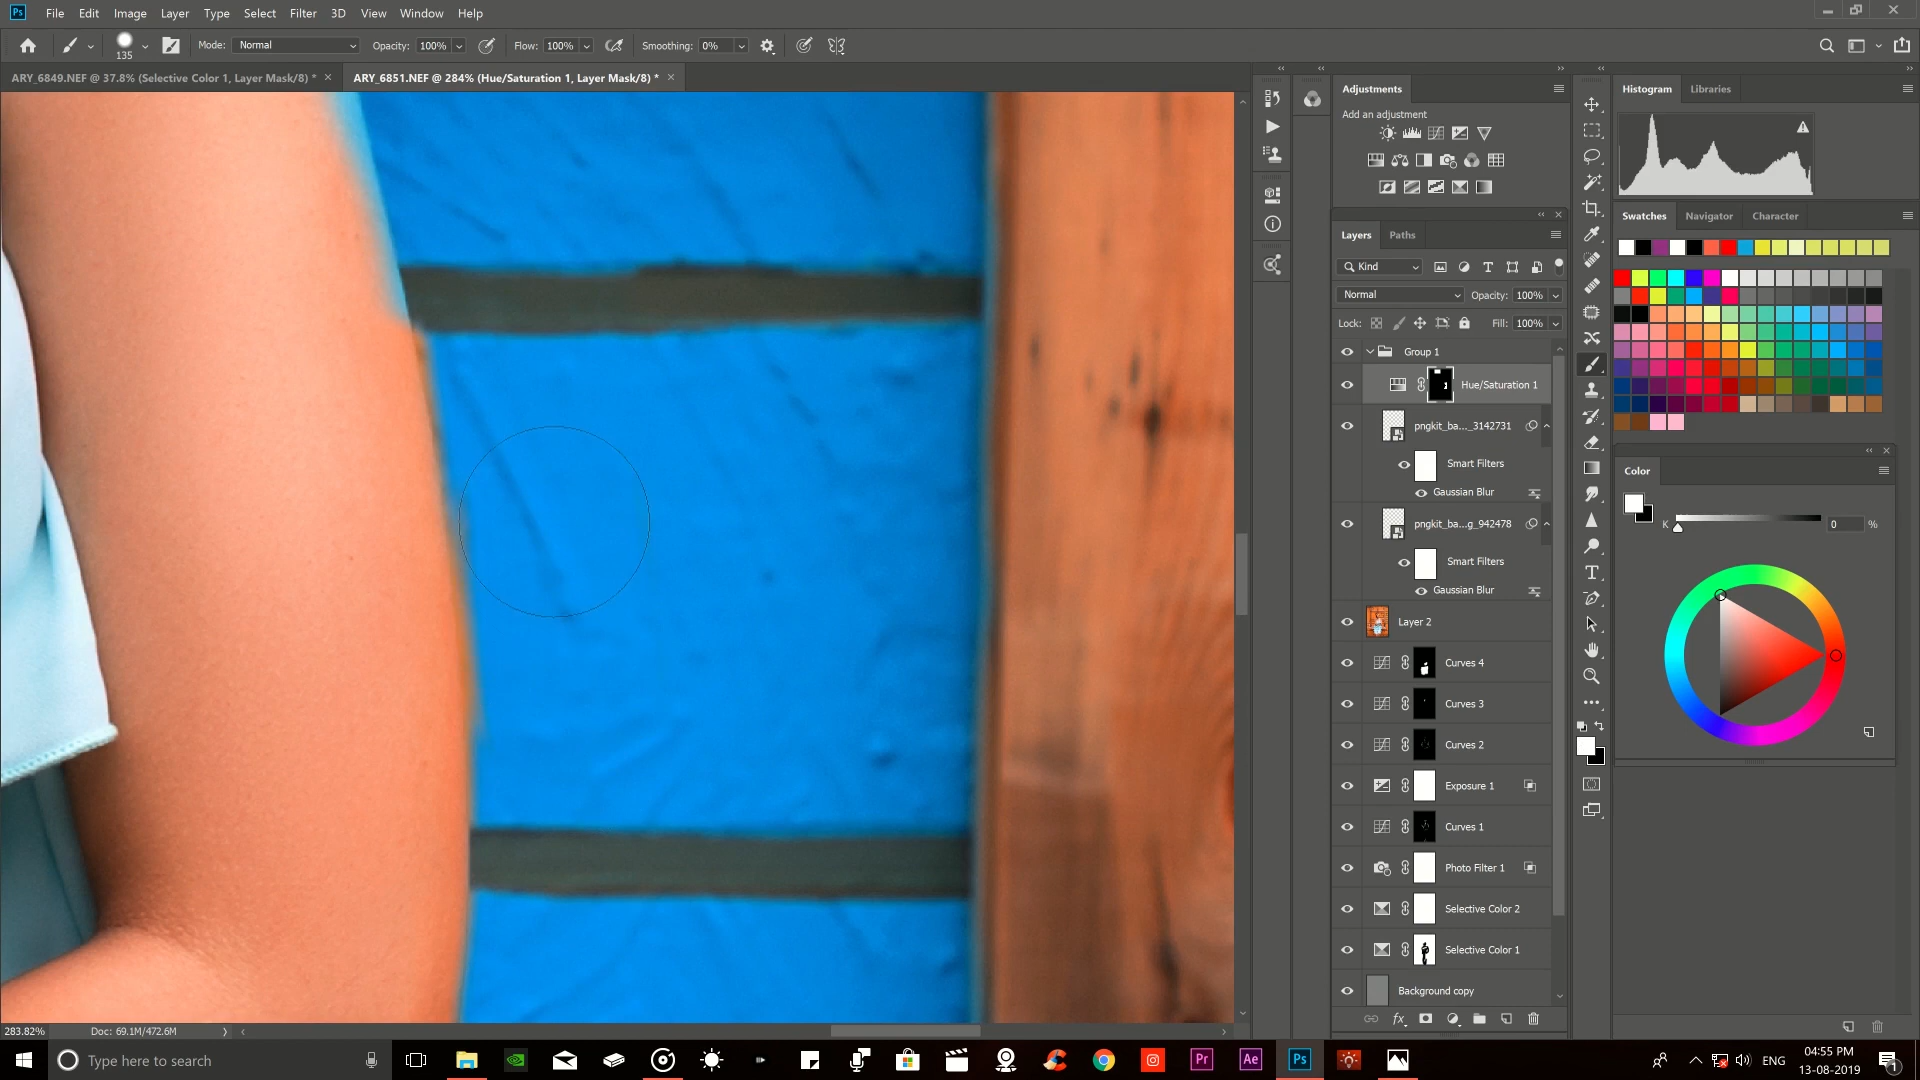 Ps File Edit Image Layer Type Select Filter 3D View Window Help
135 Mode: Normal Opacity: 100% Flow: 100% Smoothing: 0%
ARY_6849.NEF @ 37.8% (Selective Color 1, Layer Mask/8) * × ARY_6851.NEF @ 284% (Hue/Saturation 1, Layer Mask/8) * ×
Adjustments
Add an adjustment
Histogram Libraries
Swatches Navigator Character
Layers Paths
Kind
Normal Opacity: 100%
Lock: Fill: 100%
Group 1
Hue/Saturation 1
pngkit_ba..._3142731
Smart Filters
Gaussian Blur
pngkit_ba...g_942478
Smart Filters
Gaussian Blur
Layer 2
Curves 4
Curves 3
Curves 2
Exposure 1
Curves 1
Photo Filter 1
Selective Color 2
Selective Color 1
Background copy
Color
K 0 %
283.82% Doc: 69.1M/472.6M
Type here to search
Pr Ae Ps
ENG
04:55 PM
13-08-2019
1